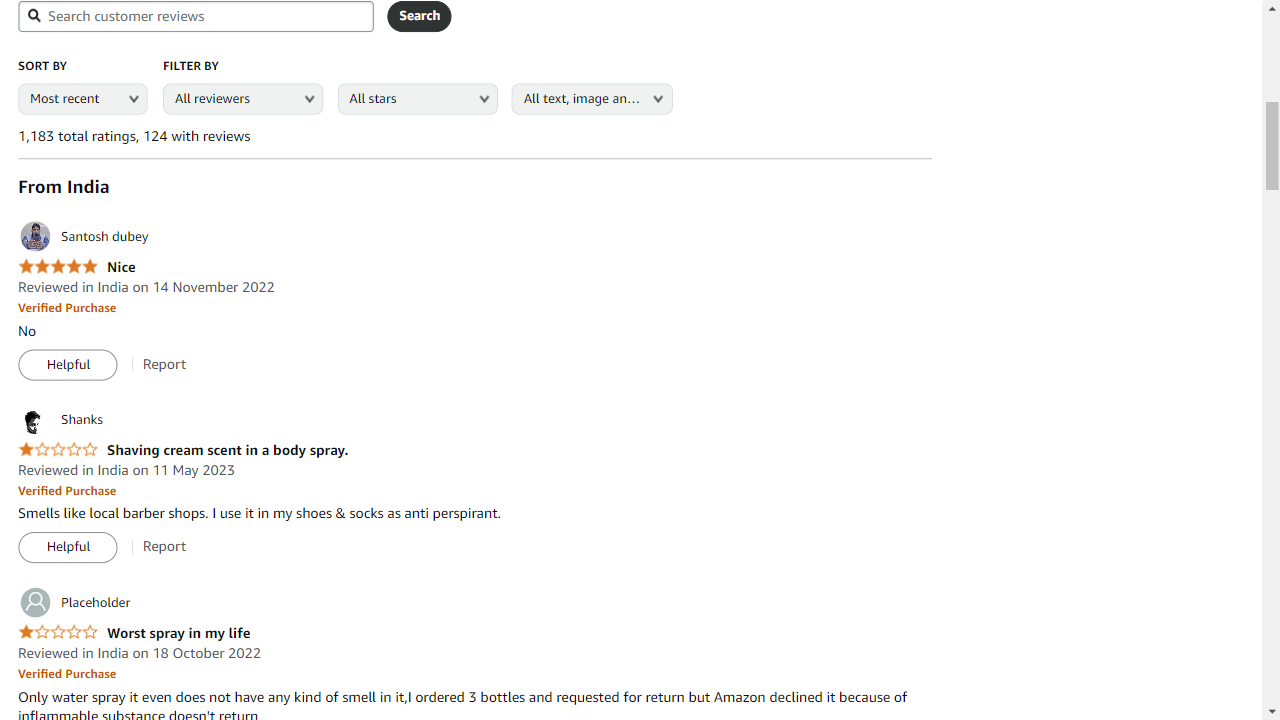 Search customer reviews
Search
SORT BY
FILTER BY
Most recent
All reviewers
All stars
All text, image an...
1,183 total ratings, 124 with reviews
From India
Santosh dubey
Nice
Reviewed in India on 14 November 2022
Verified Purchase
No
Helpful
Report
Shanks
Shaving cream scent in a body spray.
Reviewed in India on 11 May 2023
Verified Purchase
Smells like local barber shops. I use it in my shoes & socks as anti perspirant.
Helpful
Report
Placeholder
Worst spray in my life
Reviewed in India on 18 October 2022
Verified Purchase
Only water spray it even does not have any kind of smell in it,I ordered 3 bottles and requested for return but Amazon declined it because of
inflammable substance doesn't return